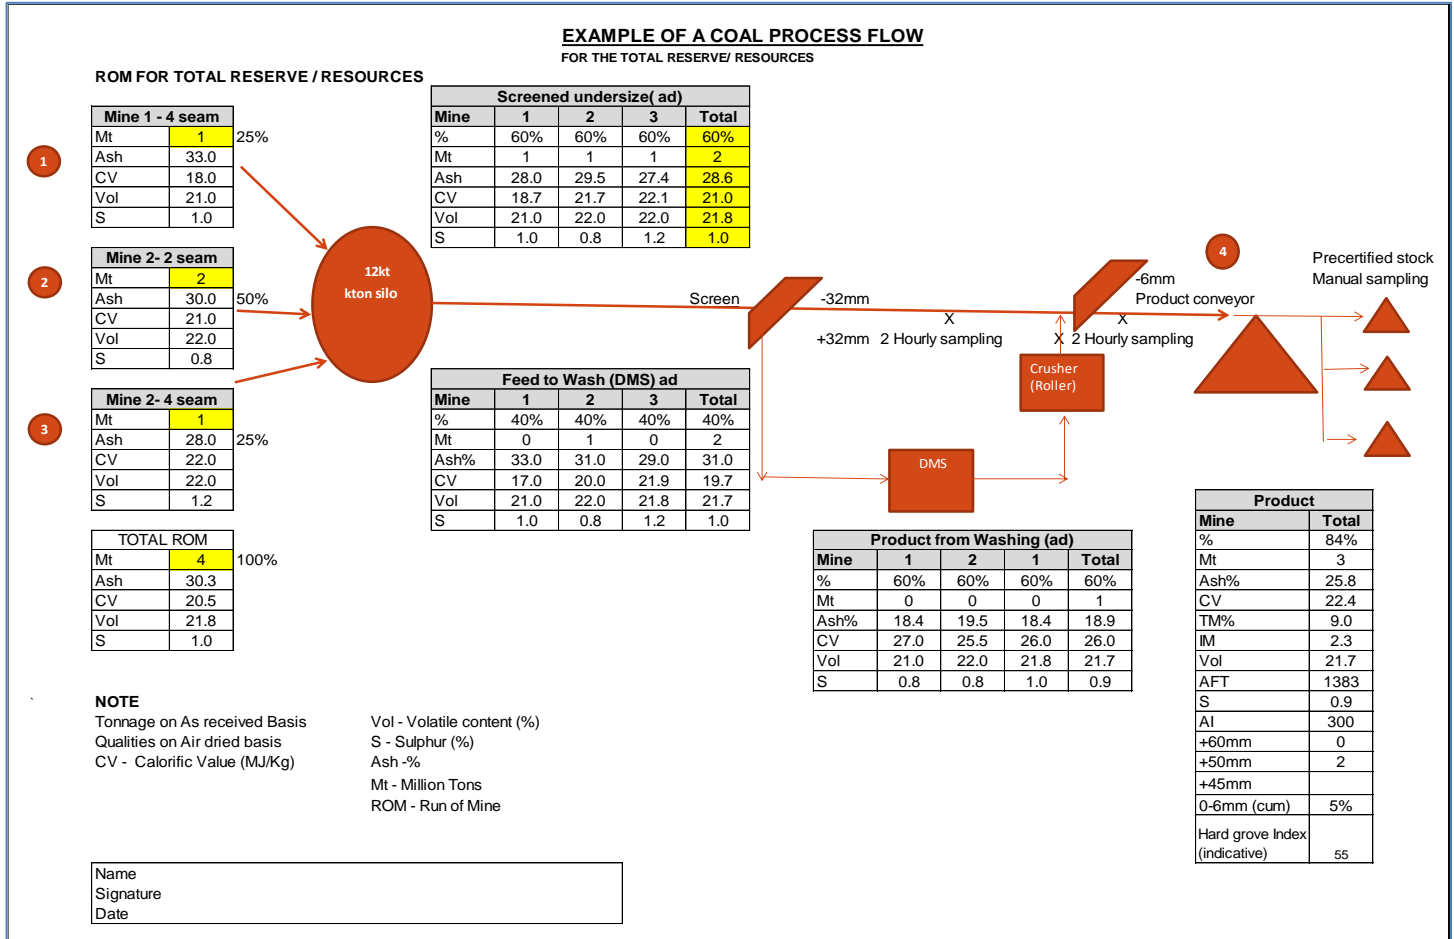 EXAMPLE OF A COAL PROCESS FLOW
FOR THE TOTAL RESERVE/ RESOURCES
ROM FOR TOTAL RESERVE / RESOURCES
Mine 1 - 4 seam
Mt 1 25%
Ash 33.0
CV 18.0
Vol 21.0
S 1.0
1
Mine 2- 2 seam
Mt 2
Ash 30.0 50%
CV 21.0
Vol 22.0
S 0.8
2
Mine 2- 4 seam
Mt 1
Ash 28.0 25%
CV 22.0
Vol 22.0
S 1.2
3
TOTAL ROM
Mt 4 100%
Ash 30.3
CV 20.5
Vol 21.8
S 1.0
12kt
kton silo
Screened undersize( ad)
Mine 1 2 3 Total
% 60% 60% 60% 60%
Mt 1 1 1 2
Ash 28.0 29.5 27.4 28.6
CV 18.7 21.7 22.1 21.0
Vol 21.0 22.0 22.0 21.8
S 1.0 0.8 1.2 1.0
Screen
-32mm
X
+32mm 2 Hourly sampling
-6mm
Product conveyor
X
X 2 Hourly sampling
4
Precertified stock
Manual sampling
Crusher
(Roller)
DMS
Feed to Wash (DMS) ad
Mine 1 2 3 Total
% 40% 40% 40% 40%
Mt 0 1 0 2
Ash% 33.0 31.0 29.0 31.0
CV 17.0 20.0 21.9 19.7
Vol 21.0 22.0 21.8 21.7
S 1.0 0.8 1.2 1.0
Product from Washing (ad)
Mine 1 2 1 Total
% 60% 60% 60% 60%
Mt 0 0 0 1
Ash% 18.4 19.5 18.4 18.9
CV 27.0 25.5 26.0 26.0
Vol 21.0 22.0 21.8 21.7
S 0.8 0.8 1.0 0.9
Product
Mine Total
% 84%
Mt 3
Ash% 25.8
CV 22.4
TM% 9.0
IM 2.3
Vol 21.7
AFT 1383
S 0.9
AI 300
+60mm 0
+50mm 2
+45mm
0-6mm (cum) 5%
Hard grove Index
(indicative) 55
`
NOTE
Tonnage on As received Basis
Qualities on Air dried basis
CV - Calorific Value (MJ/Kg)
Vol - Volatile content (%)
S - Sulphur (%)
Ash -%
Mt - Million Tons
ROM - Run of Mine
Name
Signature
Date